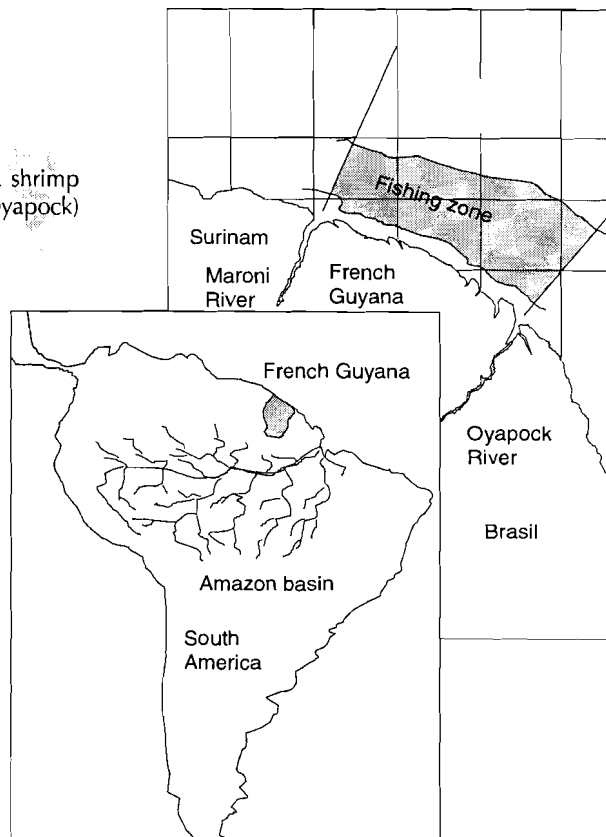 shrimp
yapock)
Fishing zone
Surinam
Maroni
River
French
Guyana
French Guyana
Oyapock
River
Brasil
Amazon basin
South
America